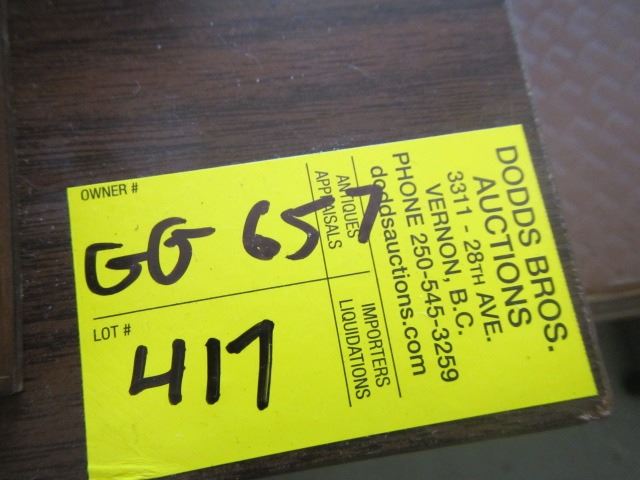 OWNER #
GG 657
LOT #
417
DODDS BROS.
AUCTIONS
3311 - 28TH AVE.
VERNON, B.C.
PHONE 250-545-3259
doddsauctions.com
ANTIQUES
APPRAISALS
IMPORTERS
LIQUIDATIONS